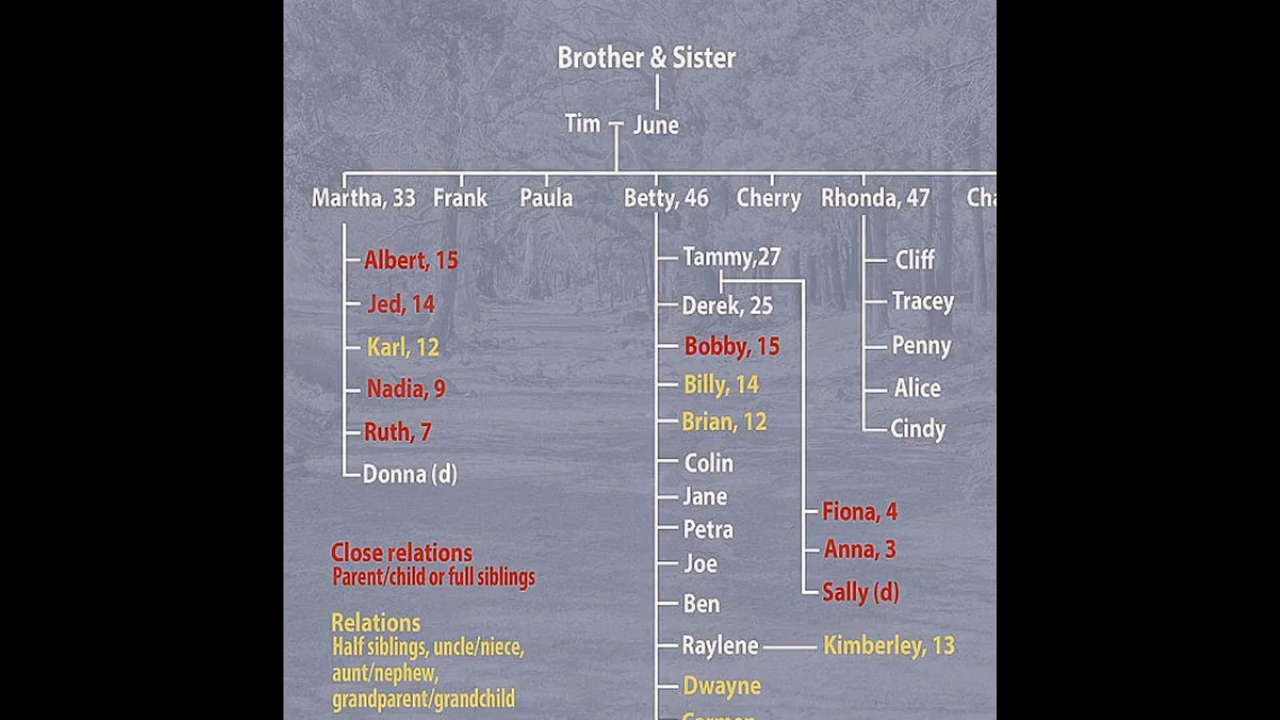 Brother & Sister
Tim
June
Martha, 33
Frank
Paula
Betty, 46
Cherry
Rhonda, 47
Albert, 15
Jed, 14
Karl, 12
Nadia, 9
Ruth, 7
Donna (d)
Tammy,27
Derek, 25
Bobby, 15
Billy, 14
Brian, 12
Colin
Jane
Petra
Joe
Ben
Raylene
Kimberley, 13
Dwayne
Cliff
Tracey
Penny
Alice
Cindy
Fiona, 4
Anna, 3
Sally (d)
Close relations
Parent/child or full siblings
Relations
Half siblings, uncle/niece,
aunt/nephew,
grandparent/grandchild